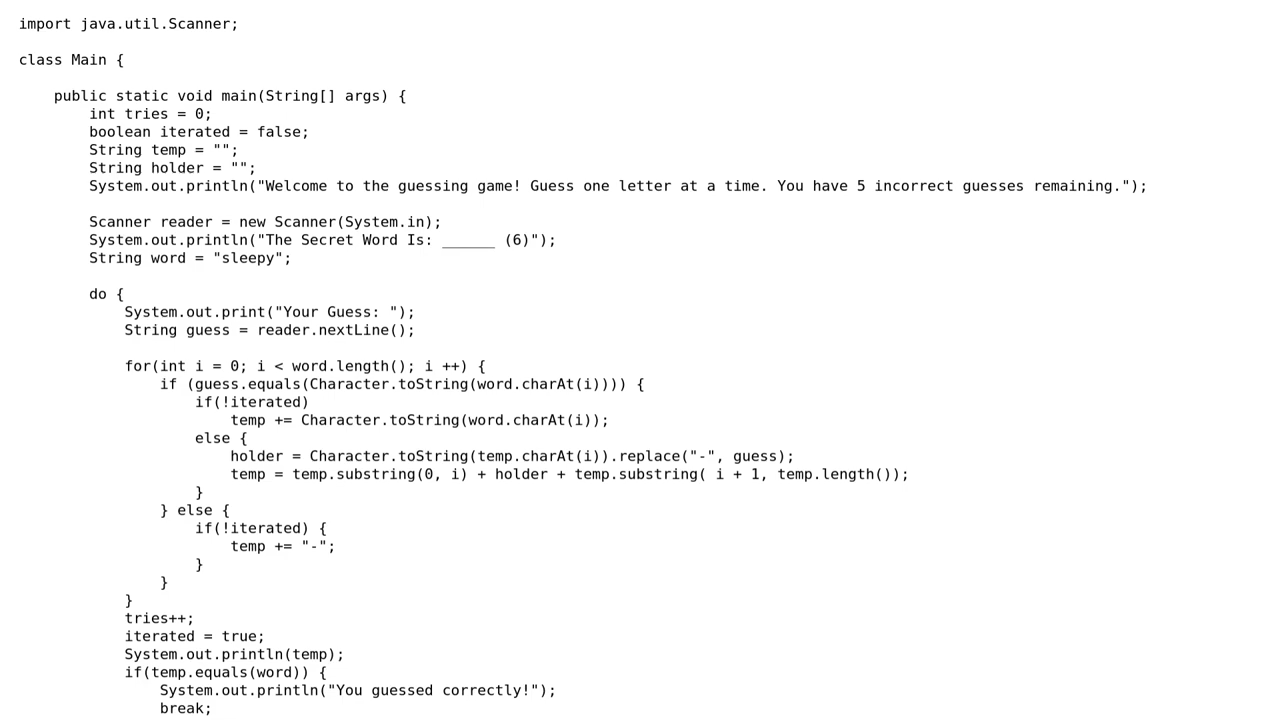 import java.util.Scanner;
class Main {
public static void main(String[] args) {
int tries = 0;
boolean iterated = false;
String temp = "";
String holder = "";
System.out.println("Welcome to the guessing game! Guess one letter at a time. You have 5 incorrect guesses remaining.");
Scanner reader = new Scanner(System.in);
System.out.println("The Secret Word Is: ______ (6)");
String word = "sleepy";
do {
System.out.print("Your Guess: ");
String guess = reader.nextLine();
for(int i = 0; i < word.length(); i ++) {
if (guess.equals(Character.toString(word.charAt(i)))) {
if(!iterated)
temp += Character.toString(word.charAt(i));
else {
holder = Character.toString(temp.charAt(i)).replace("-", guess);
temp = temp.substring(0, i) + holder + temp.substring( i + 1, temp.length());
}
} else {
if(!iterated) {
temp += "-";
}
}
}
tries++;
iterated = true;
System.out.println(temp);
if(temp.equals(word)) {
System.out.println("You guessed correctly!");
break;